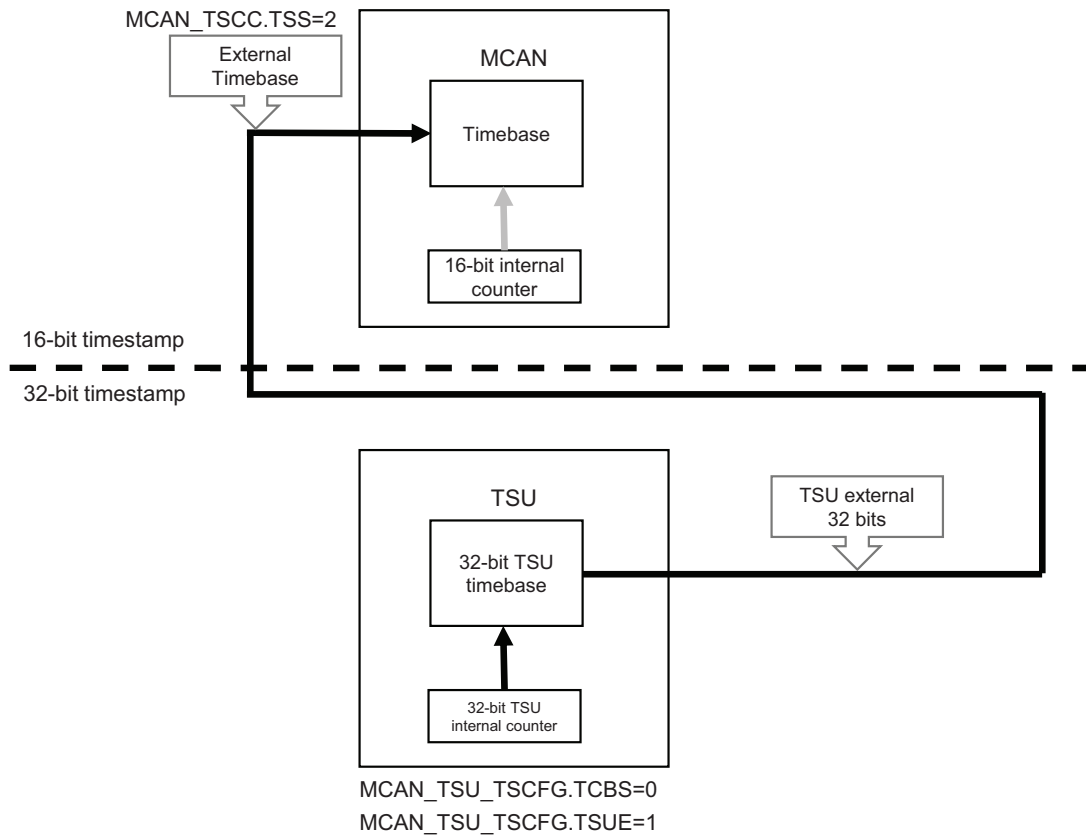 MCAN_TSCC.TSS=2
External
Timebase
MCAN
Timebase
16-bit internal
counter
16-bit timestamp
32-bit timestamp
TSU
TSU external
32 bits
32-bit TSU
timebase
32-bit TSU
internal counter
MCAN_TSU_TSCFG.TCBS=0
MCAN_TSU_TSCFG.TSUE=1